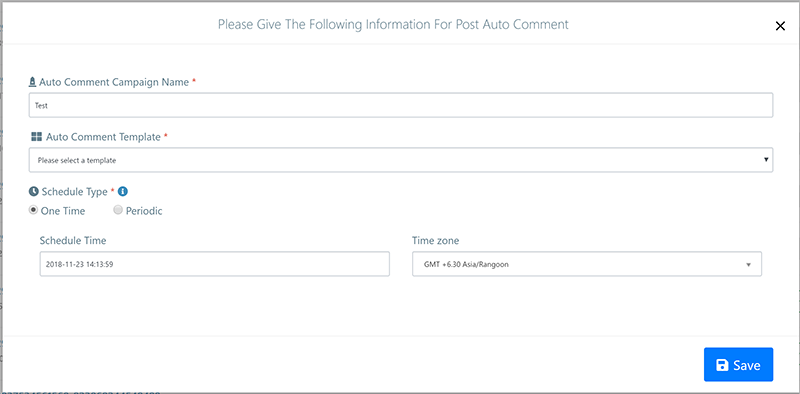 Please Give The Following Information For Post Auto Comment
Auto Comment Campaign Name *
Test
Auto Comment Template *
Please select a template
Schedule Type *
One Time Periodic
Schedule Time Time zone
2018-11-23 14:13:59 GMT +6.30 Asia/Rangoon
Save